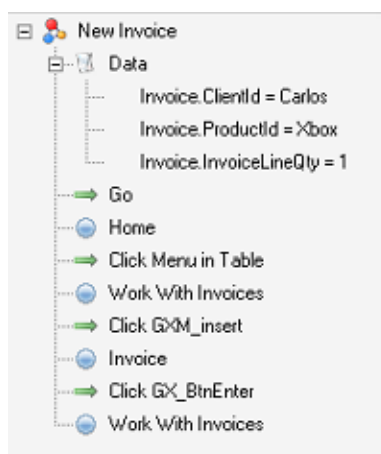 New Invoice
Data
Invoice.ClientId = Carlos
Invoice.ProductId = Xbox
Invoice.InvoiceLineQty = 1
Go
Home
Click Menu in Table
Work With Invoices
Click GXM_insert
Invoice
Click GX_BtnEnter
Work With Invoices